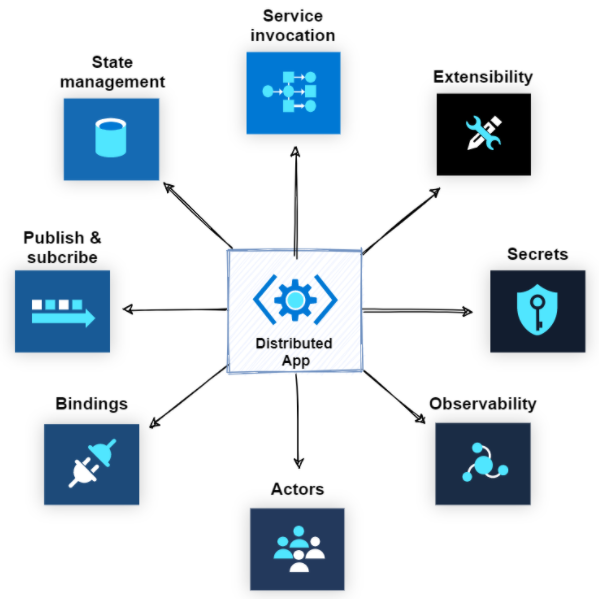 Service
invocation
State
management
Extensibility
Publish &
subcribe
Secrets
Distributed
App
Bindings
Observability
Actors